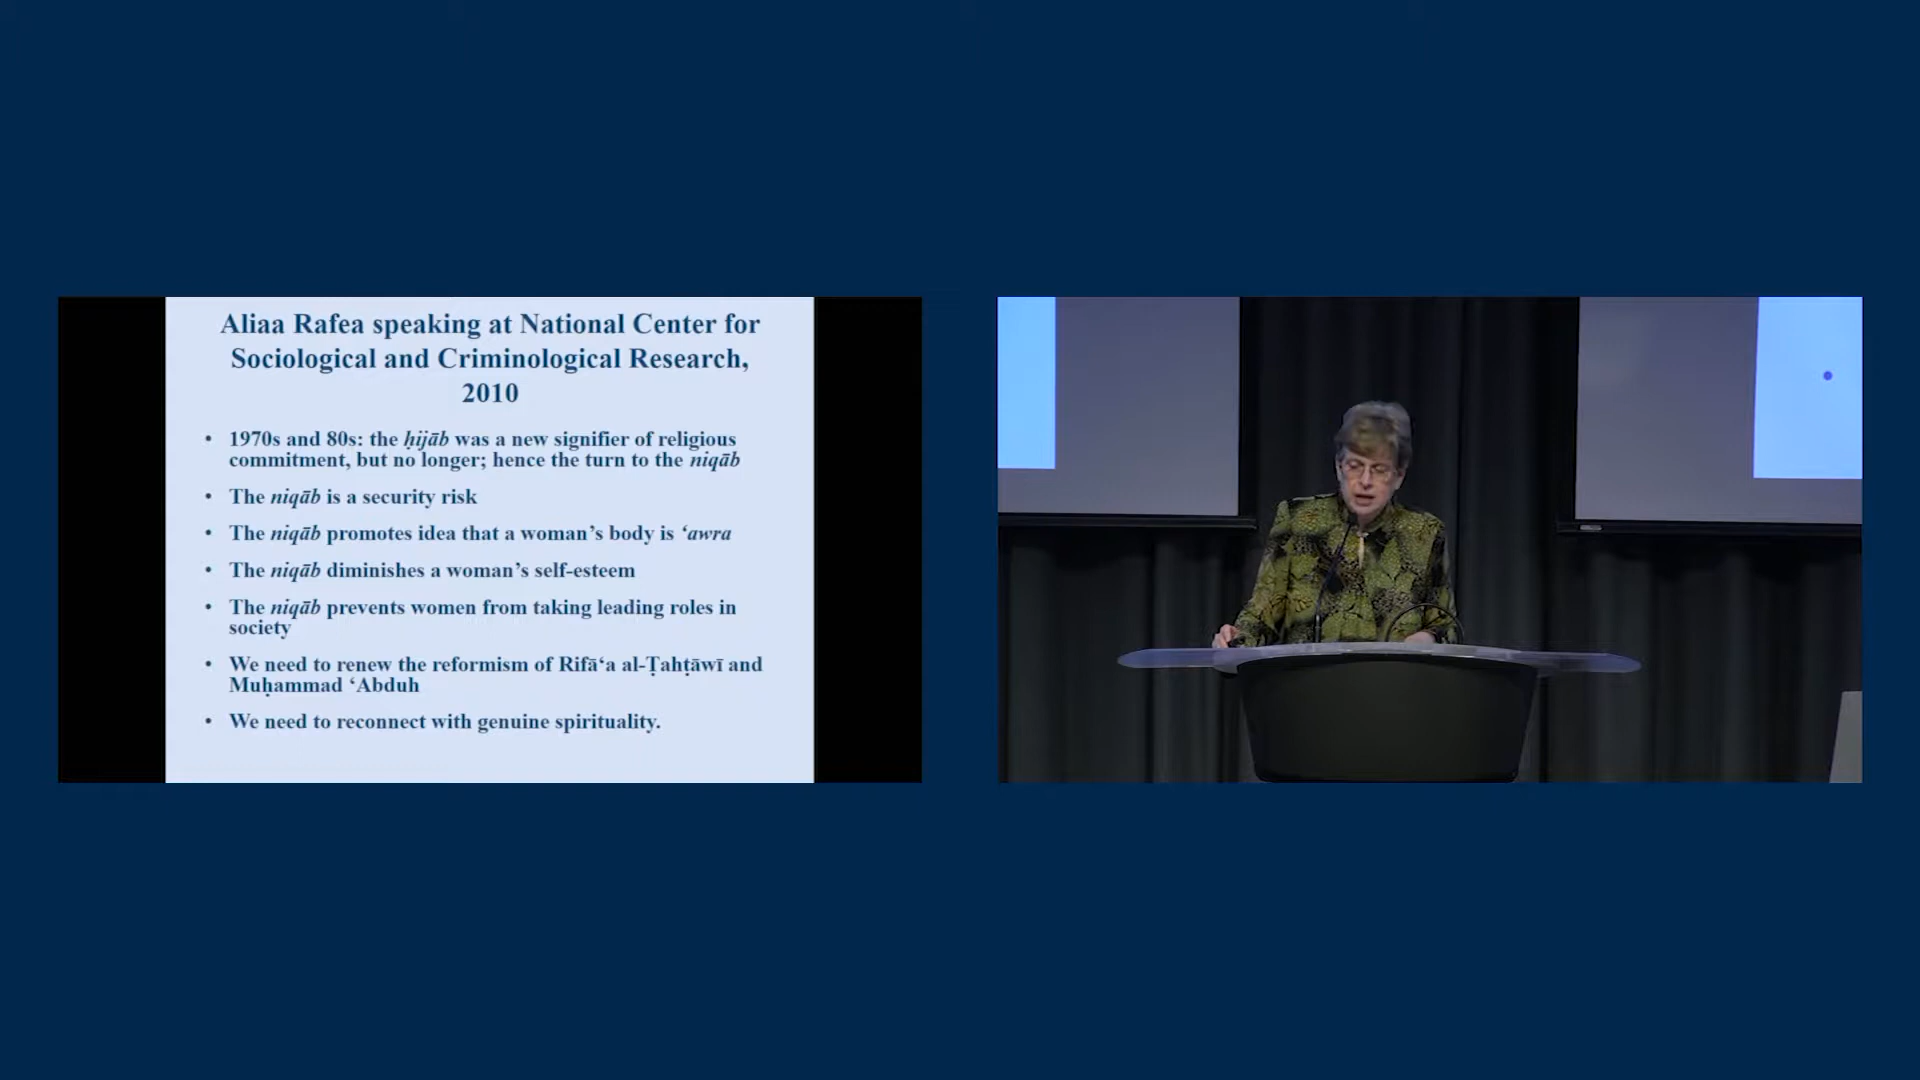 Aliaa Rafea speaking at National Center for
Sociological and Criminological Research,
2010
• 1970s and 80s: the ḥijāb was a new signifier of religious
commitment, but no longer; hence the turn to the niqāb
• The niqāb is a security risk
• The niqāb promotes idea that a woman’s body is ‘awra
• The niqāb diminishes a woman’s self-esteem
• The niqāb prevents women from taking leading roles in
society
• We need to renew the reformism of Rifā‘a al-Ṭahṭāwī and
Muḥammad ‘Abduh
• We need to reconnect with genuine spirituality.